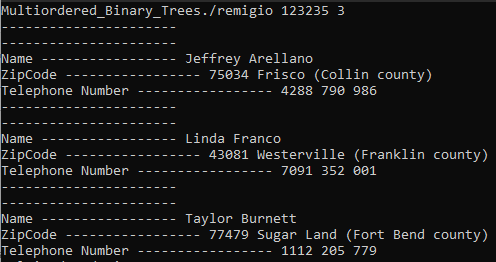 Multiordered_Binary_Trees./remigio 123235 3
-----------------------
-----------------------
Name ------------------ Jeffrey Arellano
ZipCode ------------------ 75034 Frisco (Collin county)
Telephone Number ------------------ 4288 790 986
-----------------------
-----------------------
Name ------------------ Linda Franco
ZipCode ------------------ 43081 Westerville (Franklin county)
Telephone Number ------------------ 7091 352 001
-----------------------
-----------------------
Name ------------------ Taylor Burnett
ZipCode ------------------ 77479 Sugar Land (Fort Bend county)
Telephone Number ------------------ 1112 205 779